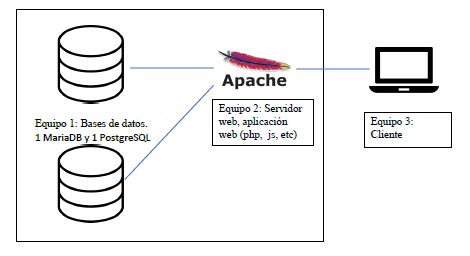 Apache
Equipo 1: Bases de datos.
1 MariaDB y 1 PostgreSQL
Equipo 2: Servidor
web, aplicación
web (php, js, etc)
Equipo 3:
Cliente